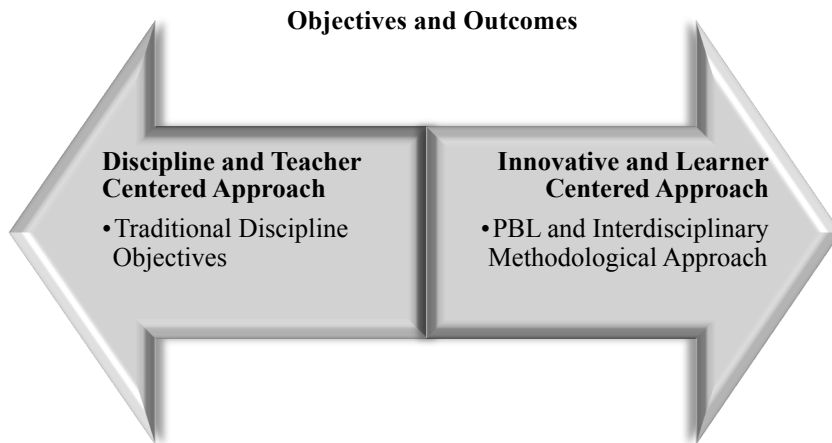 Objectives and Outcomes
Discipline and Teacher
Centered Approach
•Traditional Discipline
Objectives
Innovative and Learner
Centered Approach
•PBL and Interdisciplinary
Methodological Approach